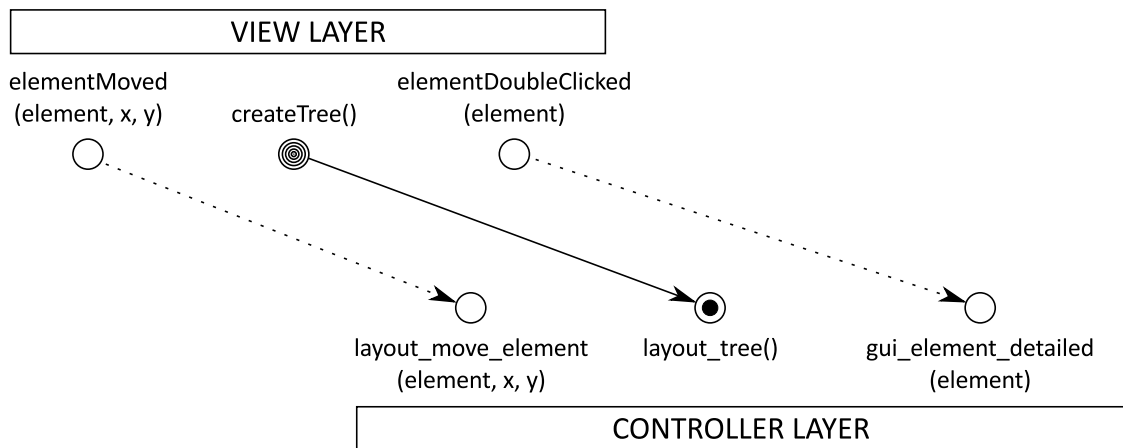 VIEW LAYER
elementMoved
(element, x, y)
createTree()
elementDoubleClicked
(element)
layout_move_element
(element, x, y)
layout_tree()
gui_element_detailed
(element)
CONTROLLER LAYER